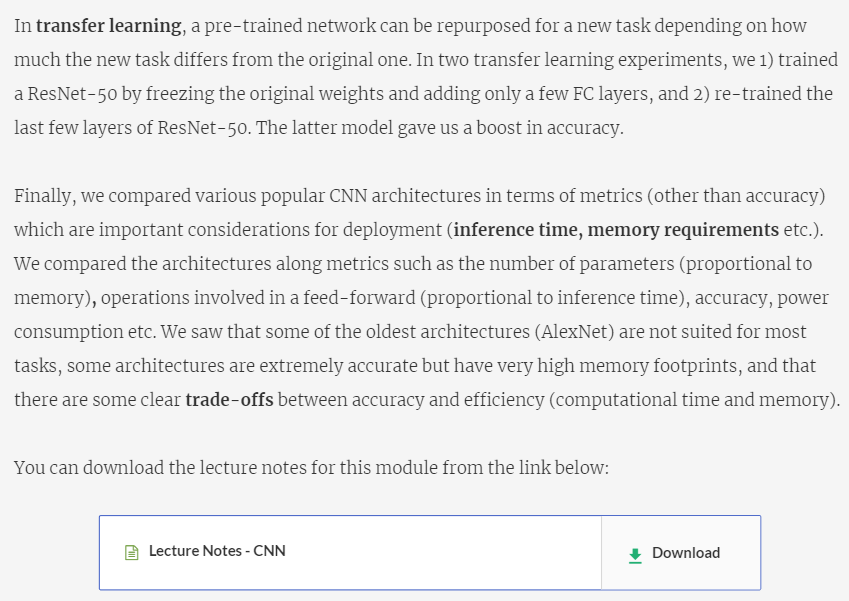 In transfer learning, a pre-trained network can be repurposed for a new task depending on how
much the new task differs from the original one. In two transfer learning experiments, we 1) trained
a ResNet-50 by freezing the original weights and adding only a few FC layers, and 2) re-trained the
last few layers of ResNet-50. The latter model gave us a boost in accuracy.
Finally, we compared various popular CNN architectures in terms of metrics (other than accuracy)
which are important considerations for deployment (inference time, memory requirements etc.).
We compared the architectures along metrics such as the number of parameters (proportional to
memory), operations involved in a feed-forward (proportional to inference time), accuracy, power
consumption etc. We saw that some of the oldest architectures (AlexNet) are not suited for most
tasks, some architectures are extremely accurate but have very high memory footprints, and that
there are some clear trade-offs between accuracy and efficiency (computational time and memory).
You can download the lecture notes for this module from the link below:
Lecture Notes - CNN
Download